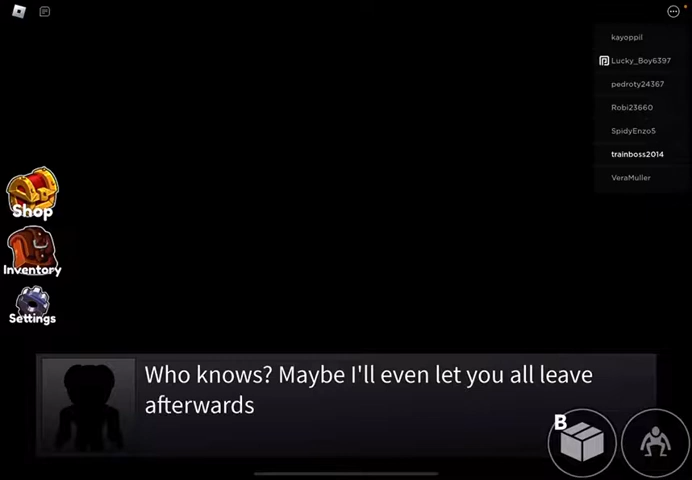 kayoppil
Lucky_Boy6397
pedroty24367
Robi23660
SpidyEnzo5
trainboss2014
VeraMuller
Shop
Inventory
Settings
Who knows? Maybe I'll even let you all leave
afterwards
B